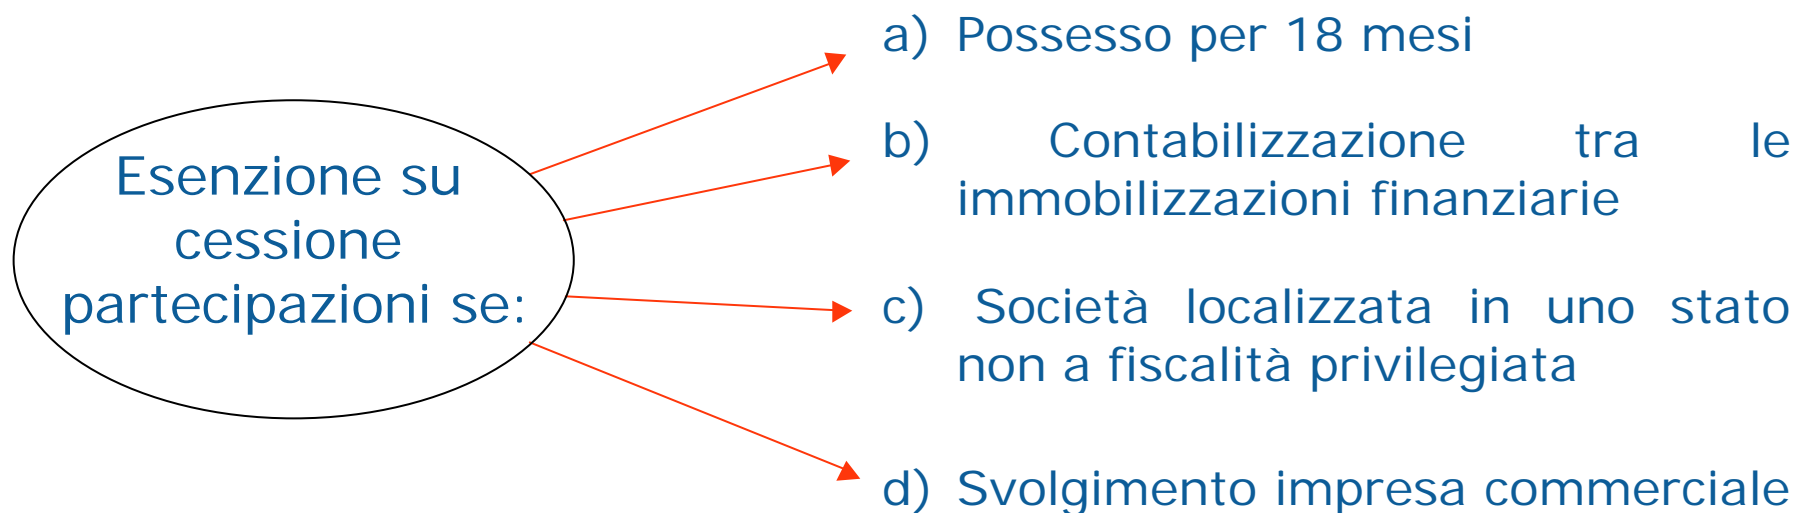 Esenzione su
cessione
partecipazioni se:
a) Possesso per 18 mesi
b) Contabilizzazione tra le
immobilizzazioni finanziarie
c) Società localizzata in uno stato
non a fiscalità privilegiata
d) Svolgimento impresa commerciale